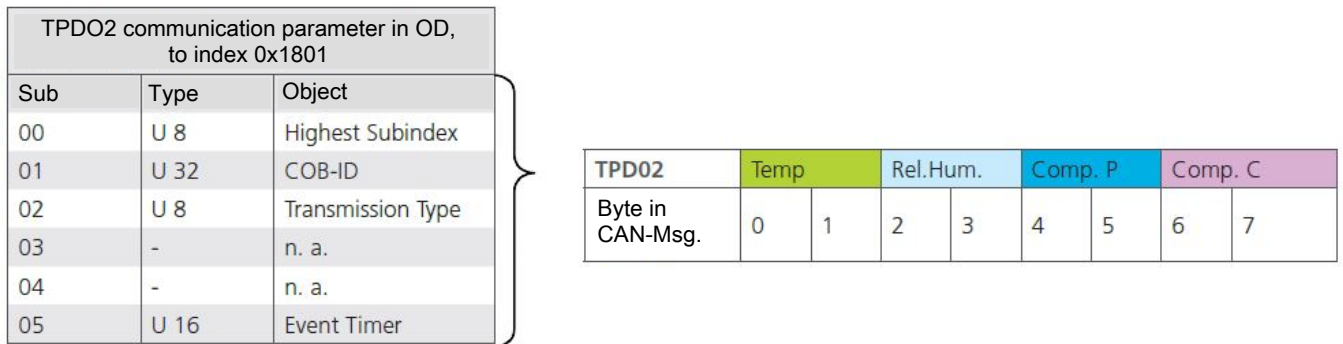 TPDO2 communication parameter in OD,
to index 0x1801
Sub Type Object
00 U 8 Highest Subindex
01 U 32 COB-ID
02 U 8 Transmission Type
03 - n. a.
04 - n. a.
05 U 16 Event Timer
TPD02 Temp Rel.Hum. Comp. P Comp. C
Byte in
CAN-Msg. 0 1 2 3 4 5 6 7